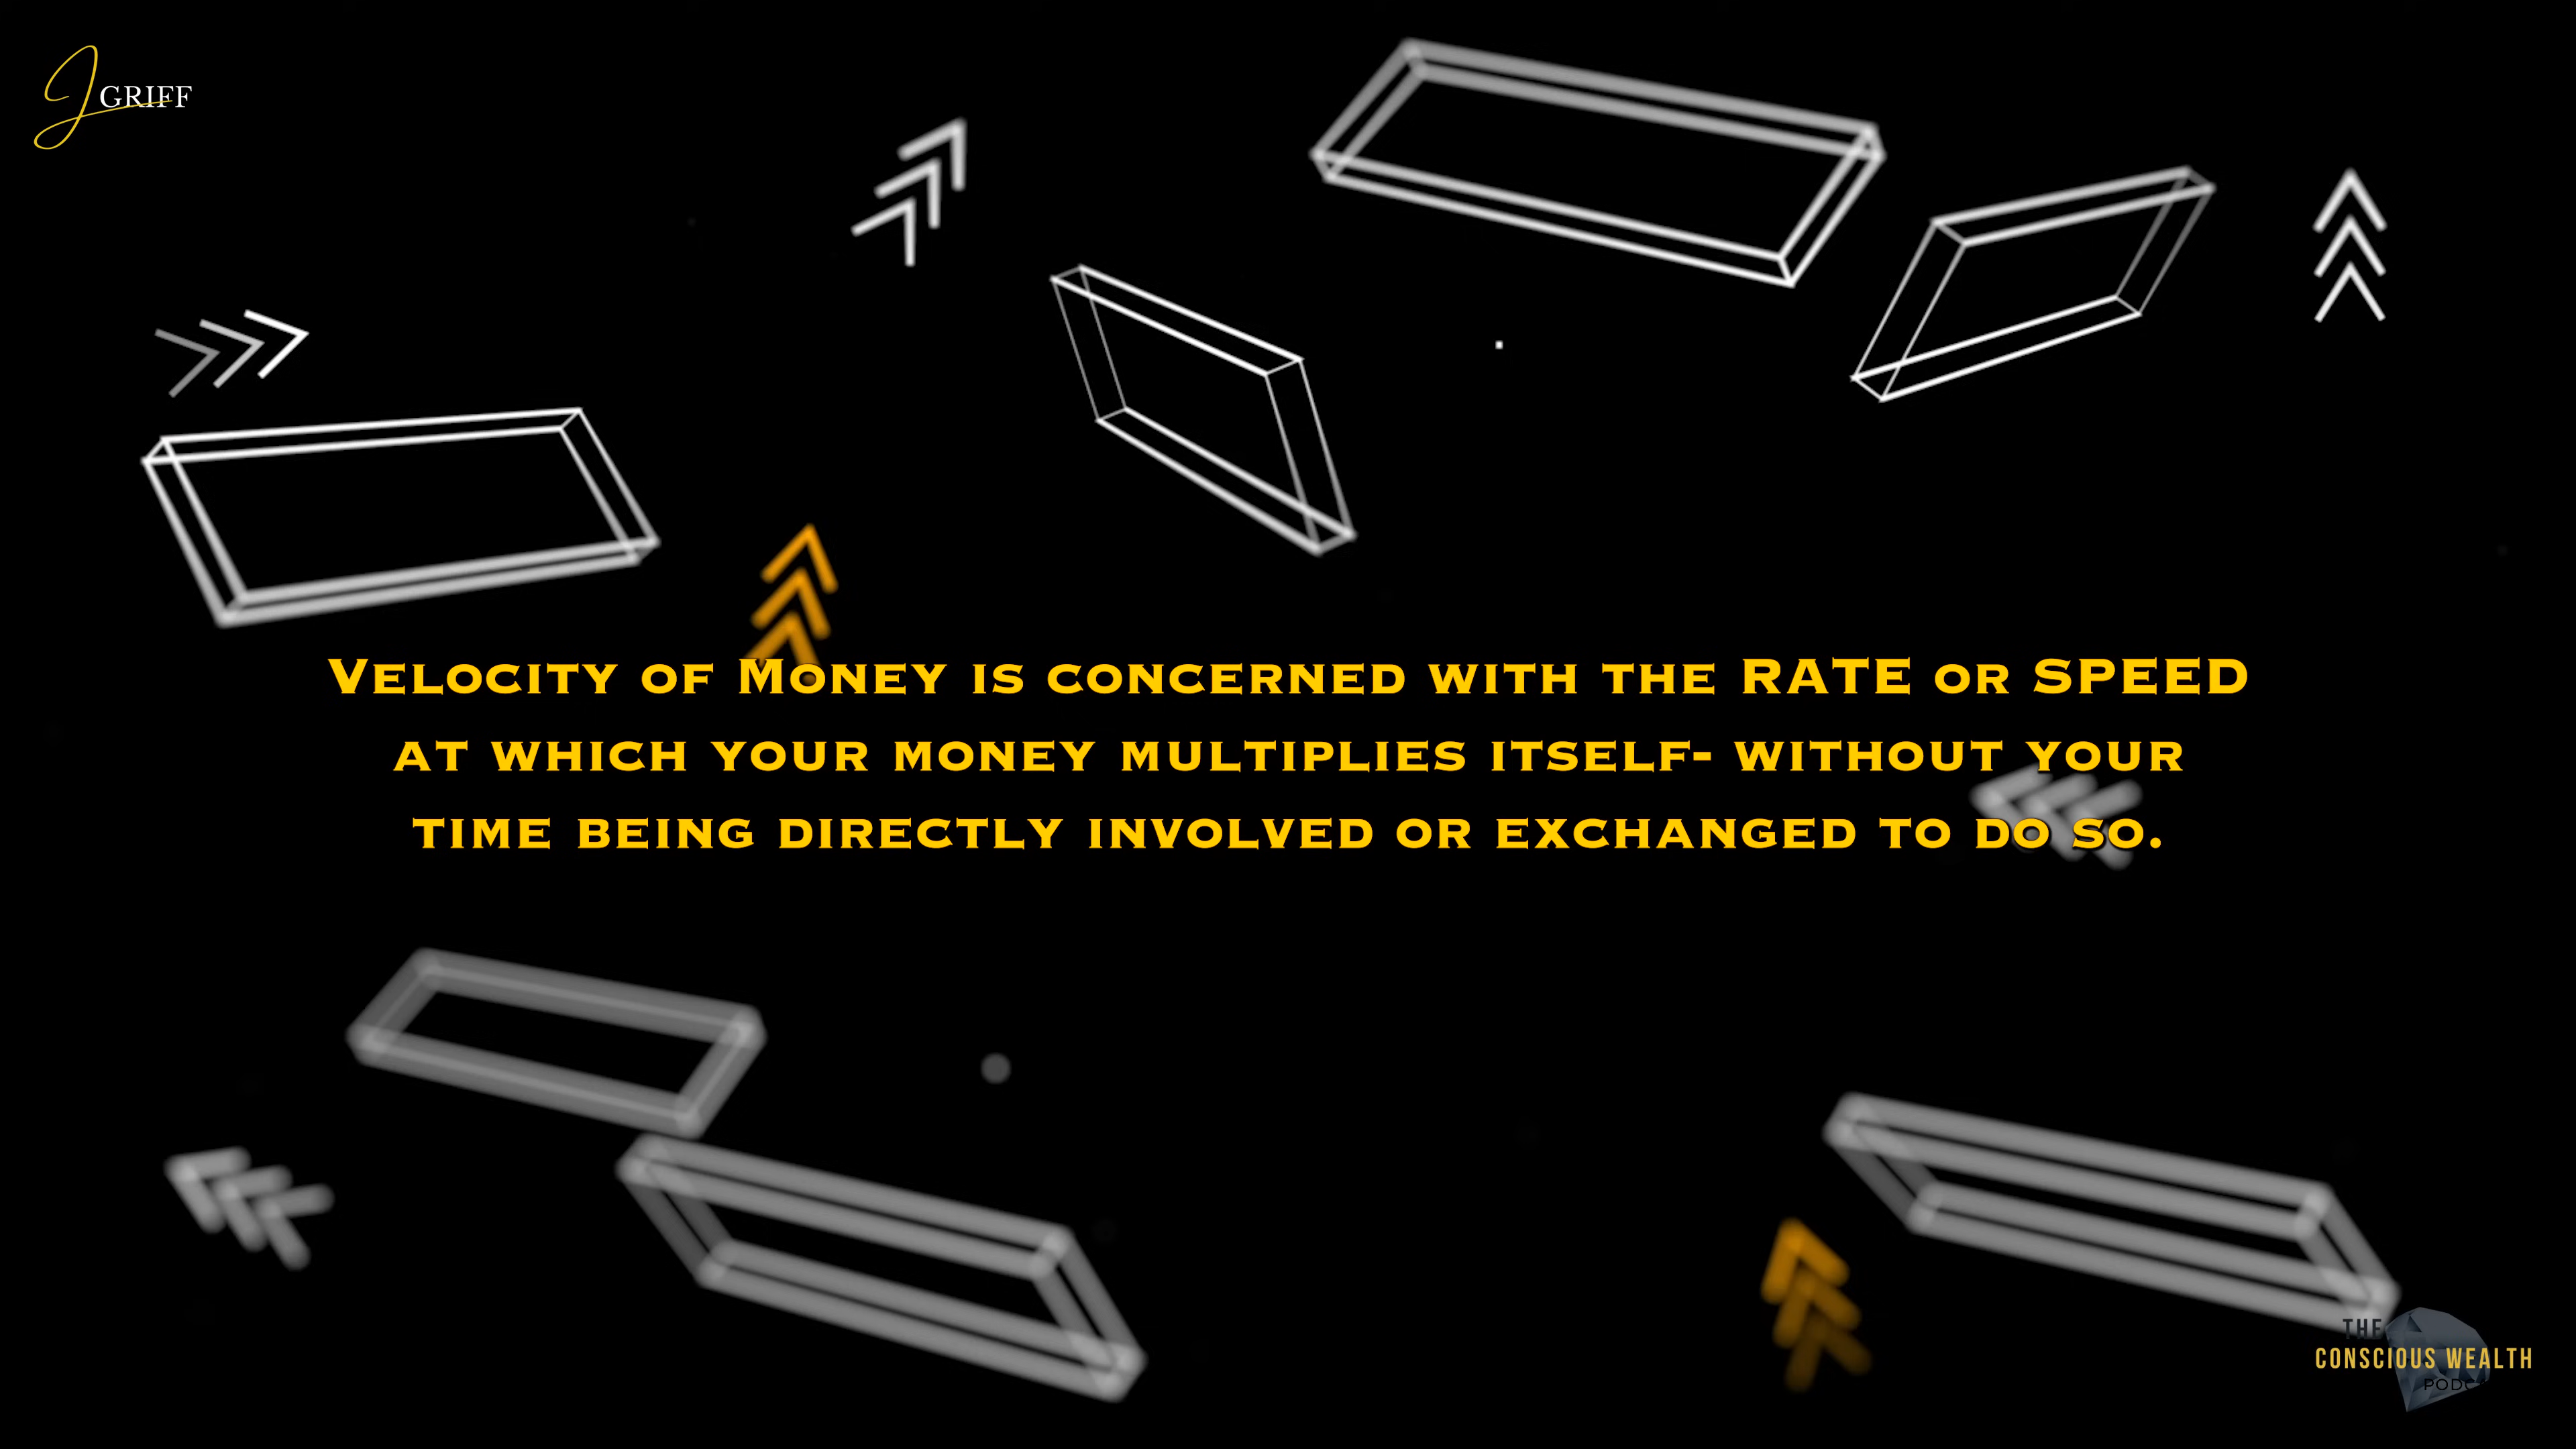 J GRIFF
Velocity of Money is concerned with the RATE or SPEED
at which your money multiplies itself- without your
time being directly involved or exchanged to do so.
THE
CONSCIOUS WEALTH